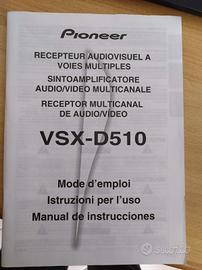 Pioneer
RECEPTEUR AUDIOVISUEL A
VOIES MULTIPLES
SINTOAMPLIFICATORE
AUDIO/VIDEO MULTICANALE
RECEPTOR MULTICANAL
DE AUDIO/VIDEO
VSX-D510
Mode d'emploi
Istruzioni per l'uso
Manual de instrucciones